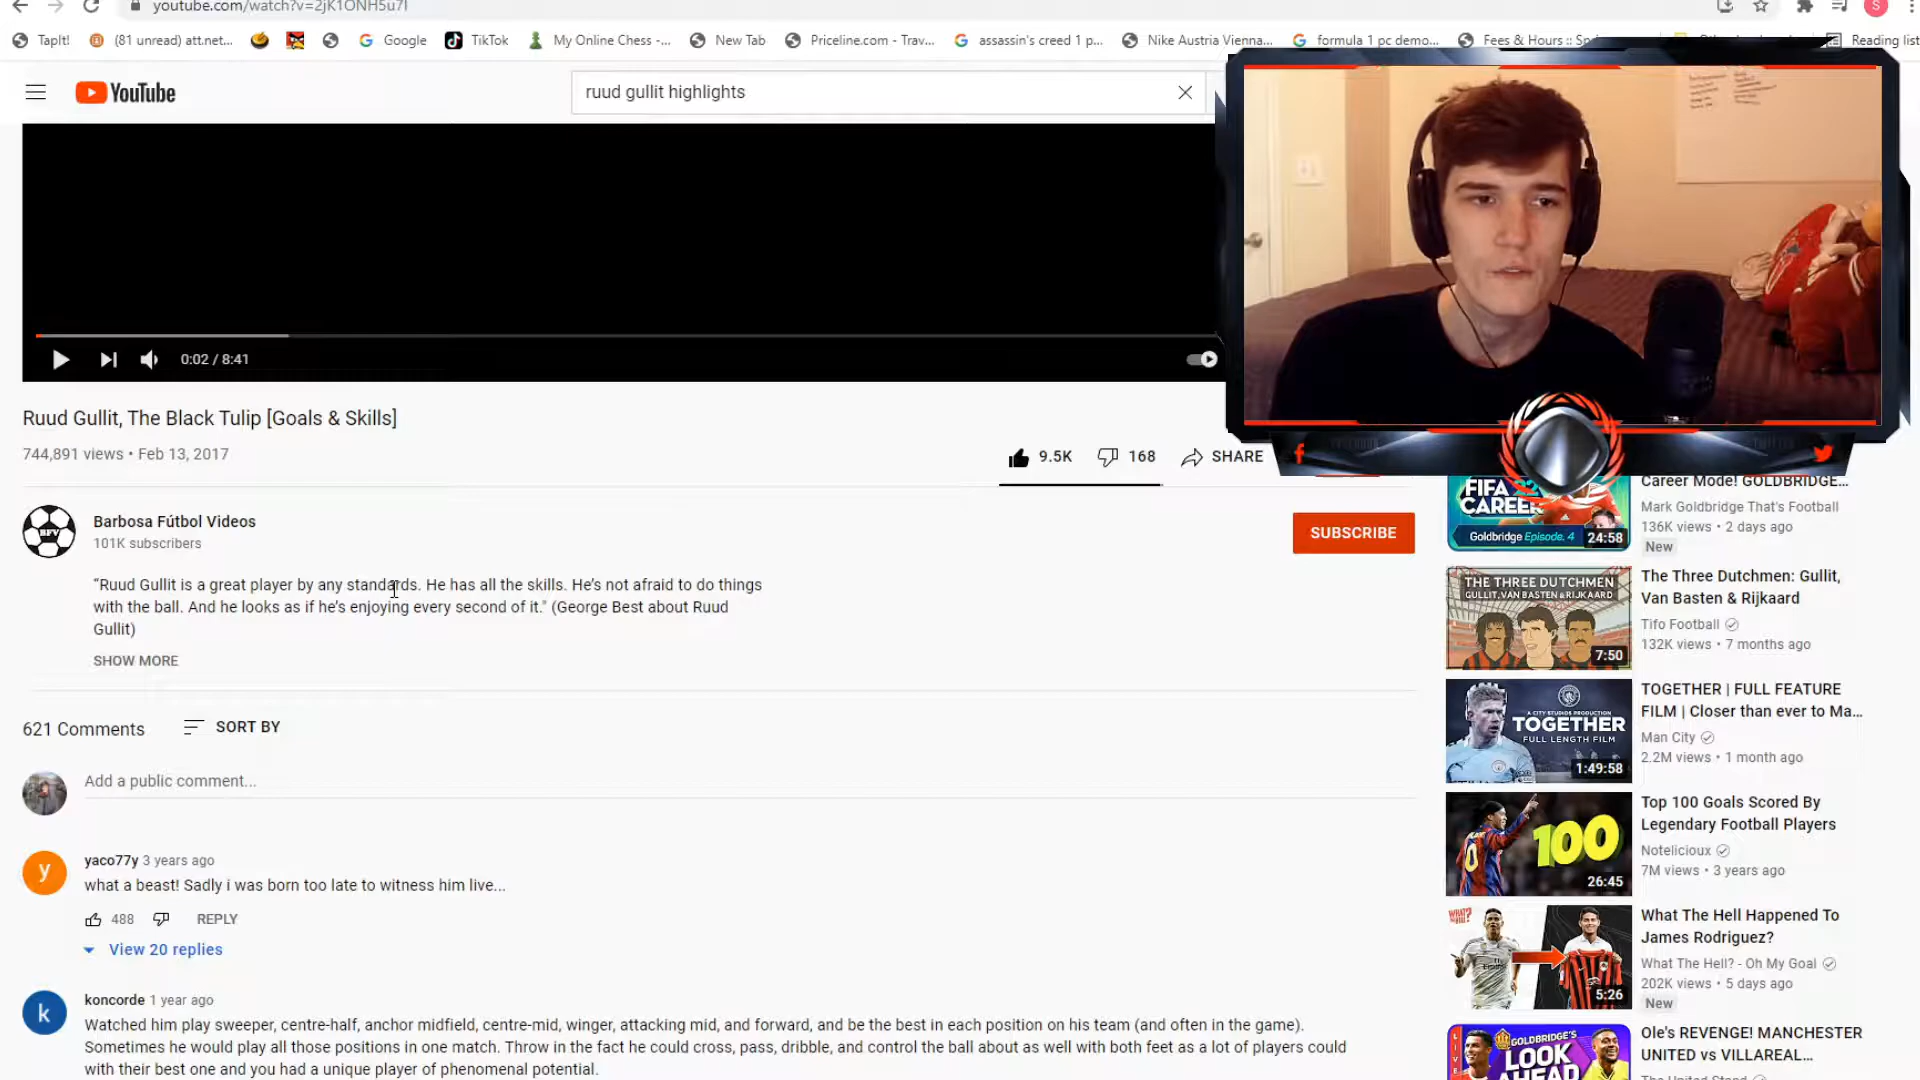 youtube.com/watch?v=2jK1ONH5u7I
TapIt!
(81 unread) att.net...
Google
TikTok
My Online Chess -...
New Tab
Priceline.com - Trav...
assassin's creed 1 p...
Nike Austria Vienna...
formula 1 pc demo...
Fees & Hours ::
Reading list
S
YouTube
ruud gullit highlights
0:02 / 8:41
Ruud Gullit, The Black Tulip [Goals & Skills]
744,891 views • Feb 13, 2017
9.5K
168
SHARE
Barbosa Fútbol Videos
101K subscribers
SUBSCRIBE
"Ruud Gullit is a great player by any standards. He has all the skills. He's not afraid to do things
with the ball. And he looks as if he's enjoying every second of it." (George Best about Ruud
Gullit)
SHOW MORE
621 Comments
SORT BY
Add a public comment...
y
yaco77y 3 years ago
what a beast! Sadly i was born too late to witness him live...
488
REPLY
View 20 replies
k
koncorde 1 year ago
Watched him play sweeper, centre-half, anchor midfield, centre-mid, winger, attacking mid, and forward, and be the best in each position on his team (and often in the game).
Sometimes he would play all those positions in one match. Throw in the fact he could cross, pass, dribble, and control the ball about as well with both feet as a lot of players could
with their best one and you had a unique player of phenomenal potential.
FIFA 22
CAREER
Goldbridge Episode. 4
24:58
Career Mode! GOLDBRIDGE...
Mark Goldbridge That's Football
136K views • 2 days ago
New
THE THREE DUTCHMEN
GULLIT, VAN BASTEN & RIJKAARD
7:50
The Three Dutchmen: Gullit,
Van Basten & Rijkaard
Tifo Football
132K views • 7 months ago
TOGETHER
FULL LENGTH FILM
1:49:58
TOGETHER | FULL FEATURE
FILM | Closer than ever to Ma...
Man City
2.2M views • 1 month ago
100
26:45
Top 100 Goals Scored By
Legendary Football Players
Notelicioux
7M views • 3 years ago
5:26
What The Hell Happened To
James Rodriguez?
What The Hell? - Oh My Goal
202K views • 5 days ago
New
LIVE
GOLDBRIDGE'S
LOOK
AHEAD
Ole's REVENGE! MANCHESTER
UNITED vs VILLAREAL...
The United Stand